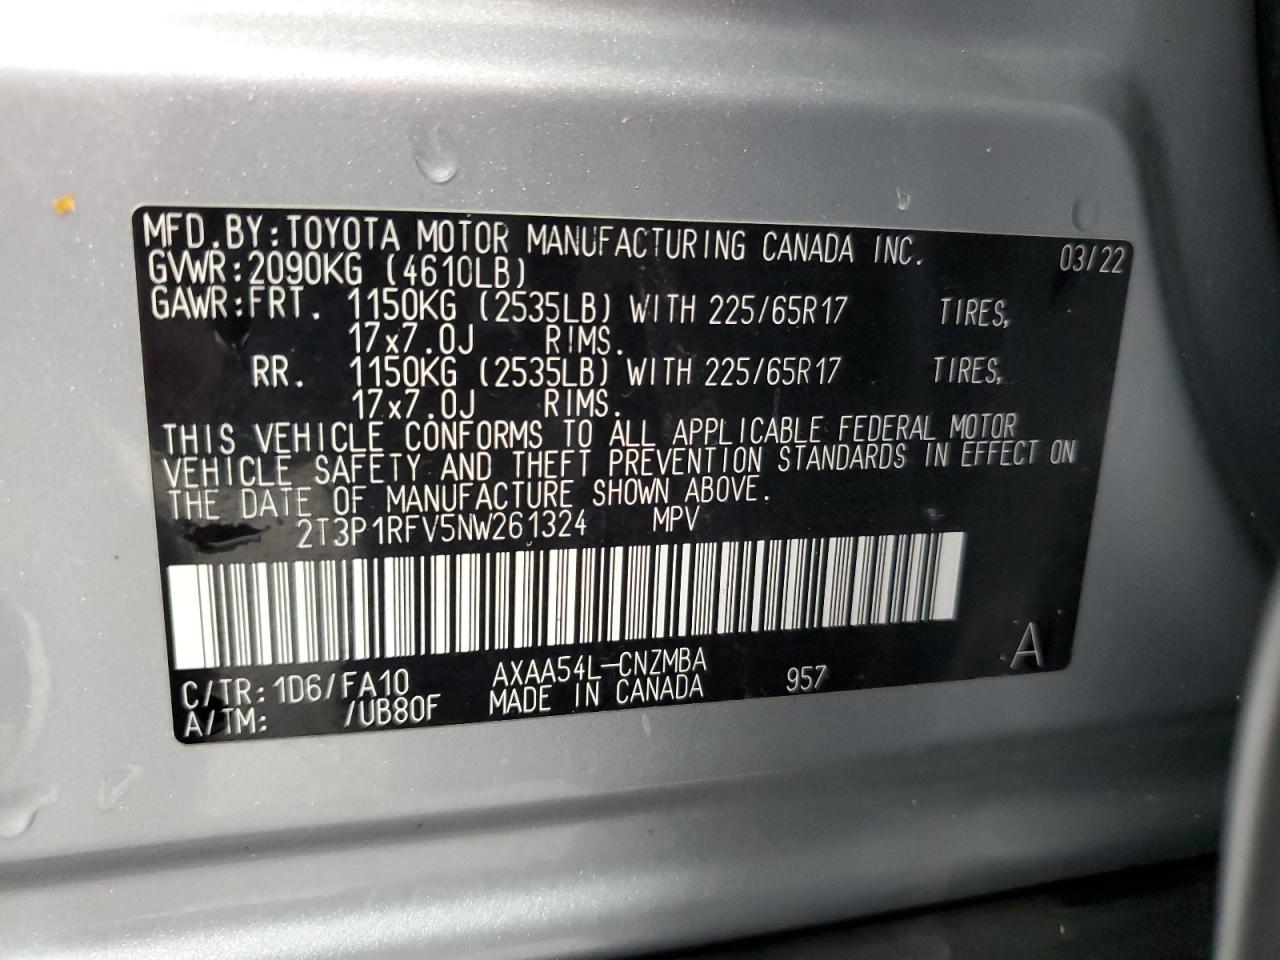 MFD.BY:TOYOTA MOTOR MANUFACTURING CANADA INC. 03/22
GVWR:2090KG (4610LB)
GAWR:FRT. 1150KG (2535LB) WITH 225/65R17 TIRES,
17x7.0J RIMS.
RR. 1150KG (2535LB) WITH 225/65R17 TIRES,
17x7.0J RIMS.
THIS VEHICLE CONFORMS TO ALL APPLICABLE FEDERAL MOTOR
VEHICLE SAFETY AND THEFT PREVENTION STANDARDS IN EFFECT ON
THE DATE OF MANUFACTURE SHOWN ABOVE.
2T3P1RFV5NW261324 MPV
C/TR:1D6/FA10 AXAA54L-CNZMBA 957 A
A/TM: /UB80F MADE IN CANADA